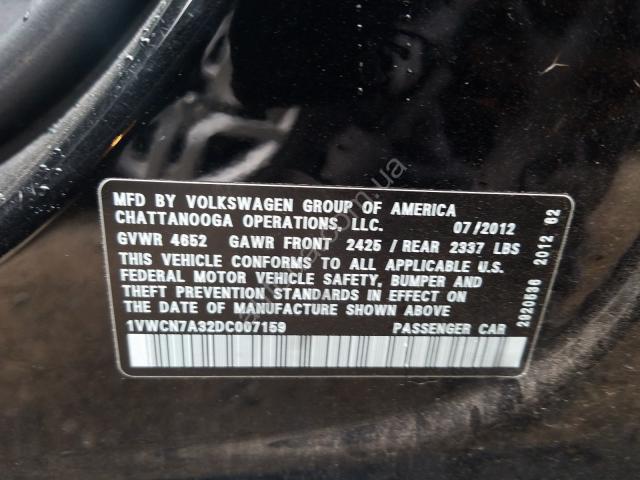 MFD BY VOLKSWAGEN GROUP OF AMERICA
CHATTANOOGA OPERATIONS, LLC. 07/2012
GVWR 4652 GAWR FRONT 2425 / REAR 2337 LBS
THIS VEHICLE CONFORMS TO ALL APPLICABLE U.S.
FEDERAL MOTOR VEHICLE SAFETY, BUMPER AND
THEFT PREVENTION STANDARDS IN EFFECT ON
THE DATE OF MANUFACTURE SHOWN ABOVE
1VWCN7A32DC007159 PASSENGER CAR
2920596 2012 62